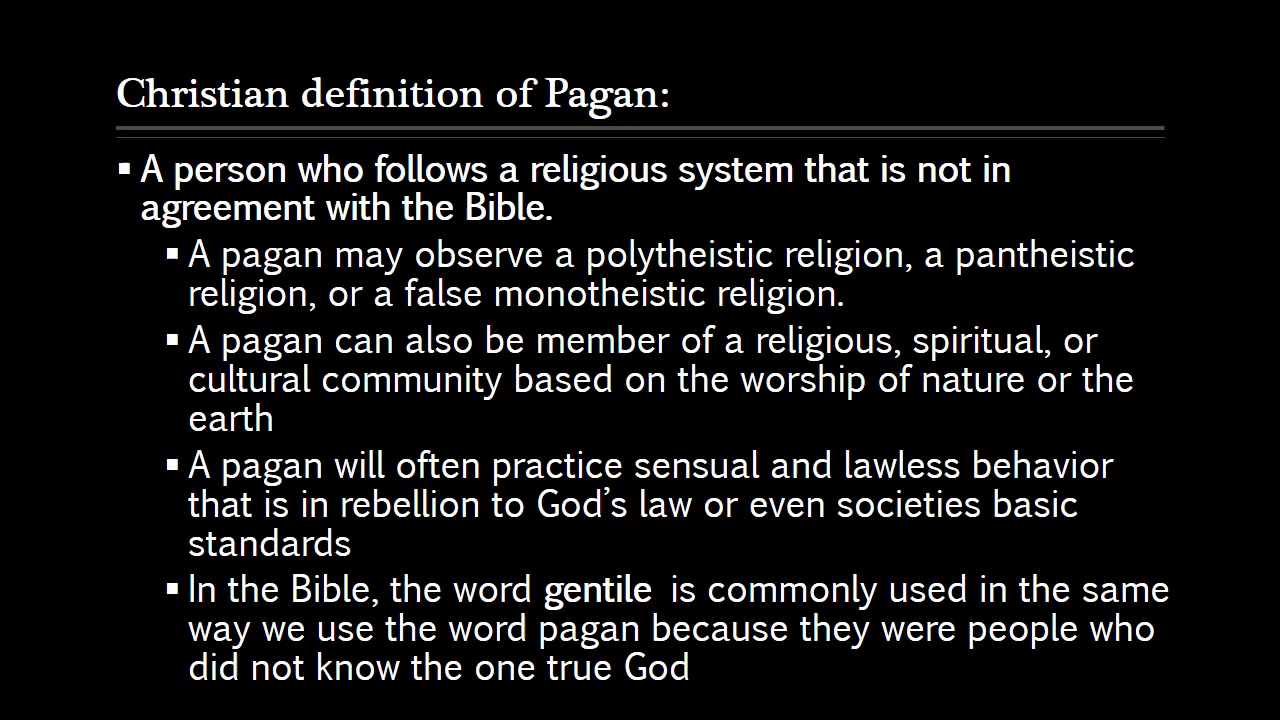 Christian definition of Pagan:
▪ A person who follows a religious system that is not in
agreement with the Bible.
▪ A pagan may observe a polytheistic religion, a pantheistic
religion, or a false monotheistic religion.
▪ A pagan can also be member of a religious, spiritual, or
cultural community based on the worship of nature or the
earth
▪ A pagan will often practice sensual and lawless behavior
that is in rebellion to God’s law or even societies basic
standards
▪ In the Bible, the word gentile is commonly used in the same
way we use the word pagan because they were people who
did not know the one true God